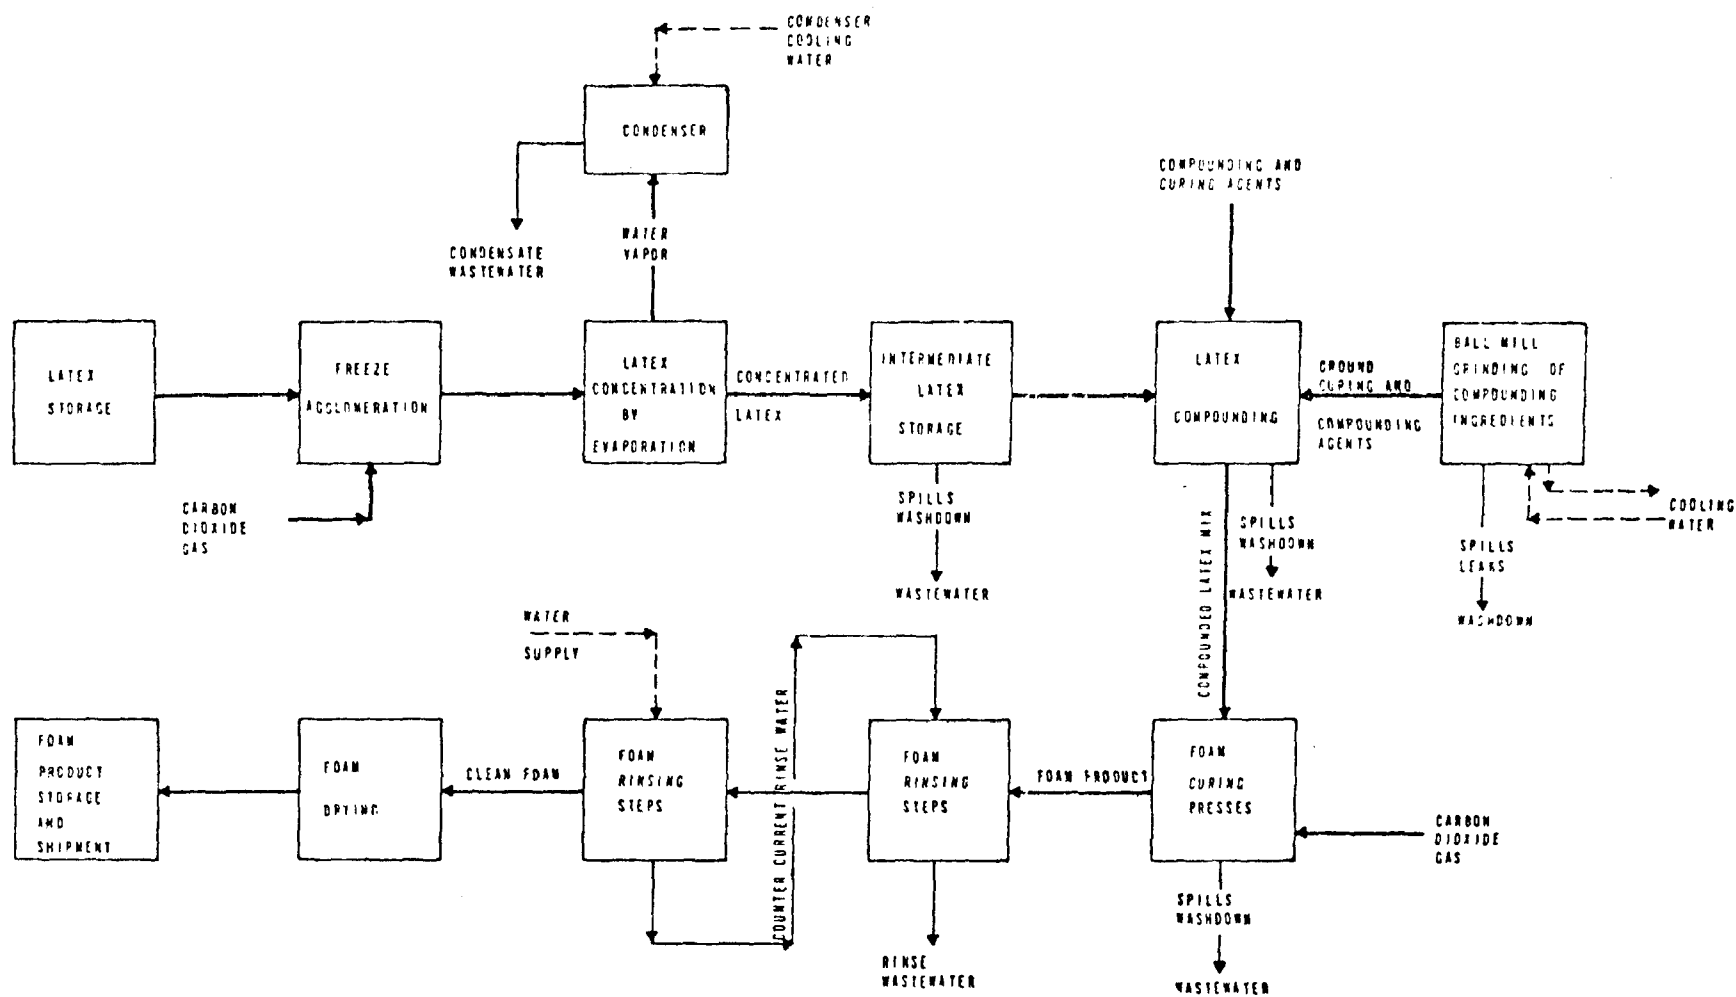 CONDENSER
COOLING
WATER
CONDENSER
COMPOUNDING AND
CURING AGENTS
WATER
VAPOR
CONDENSATE
WASTEWATER
LATEX
STORAGE
FREEZE
AGGLOMERATION
LATEX
CONCENTRATION
BY
EVAPORATION
CONCENTRATED
LATEX
INTERMEDIATE
LATEX
STORAGE
LATEX
COMPOUNDING
GROUND
CURING AND
COMPOUNDING
AGENTS
BALL MILL
GRINDING OF
COMPOUNDING
INGREDIENTS
CARBON
DIOXIDE
GAS
SPILLS
WASHDOWN
WASTEWATER
COMPOUNDED LATEX MIX
SPILLS
WASHDOWN
WASTEWATER
SPILLS
LEAKS
WASHDOWN
COOLING
WATER
WATER
SUPPLY
COUNTER CURRENT RINSE WATER
FOAM
PRODUCT
STORAGE
AND
SHIPMENT
FOAM
DRYING
CLEAN FOAM
FOAM
RINSING
STEPS
FOAM
RINSING
STEPS
FOAM PRODUCT
FOAM
CURING
PRESSES
CARBON
DIOXIDE
GAS
RINSE
WASTEWATER
SPILLS
WASHDOWN
WASTEWATER